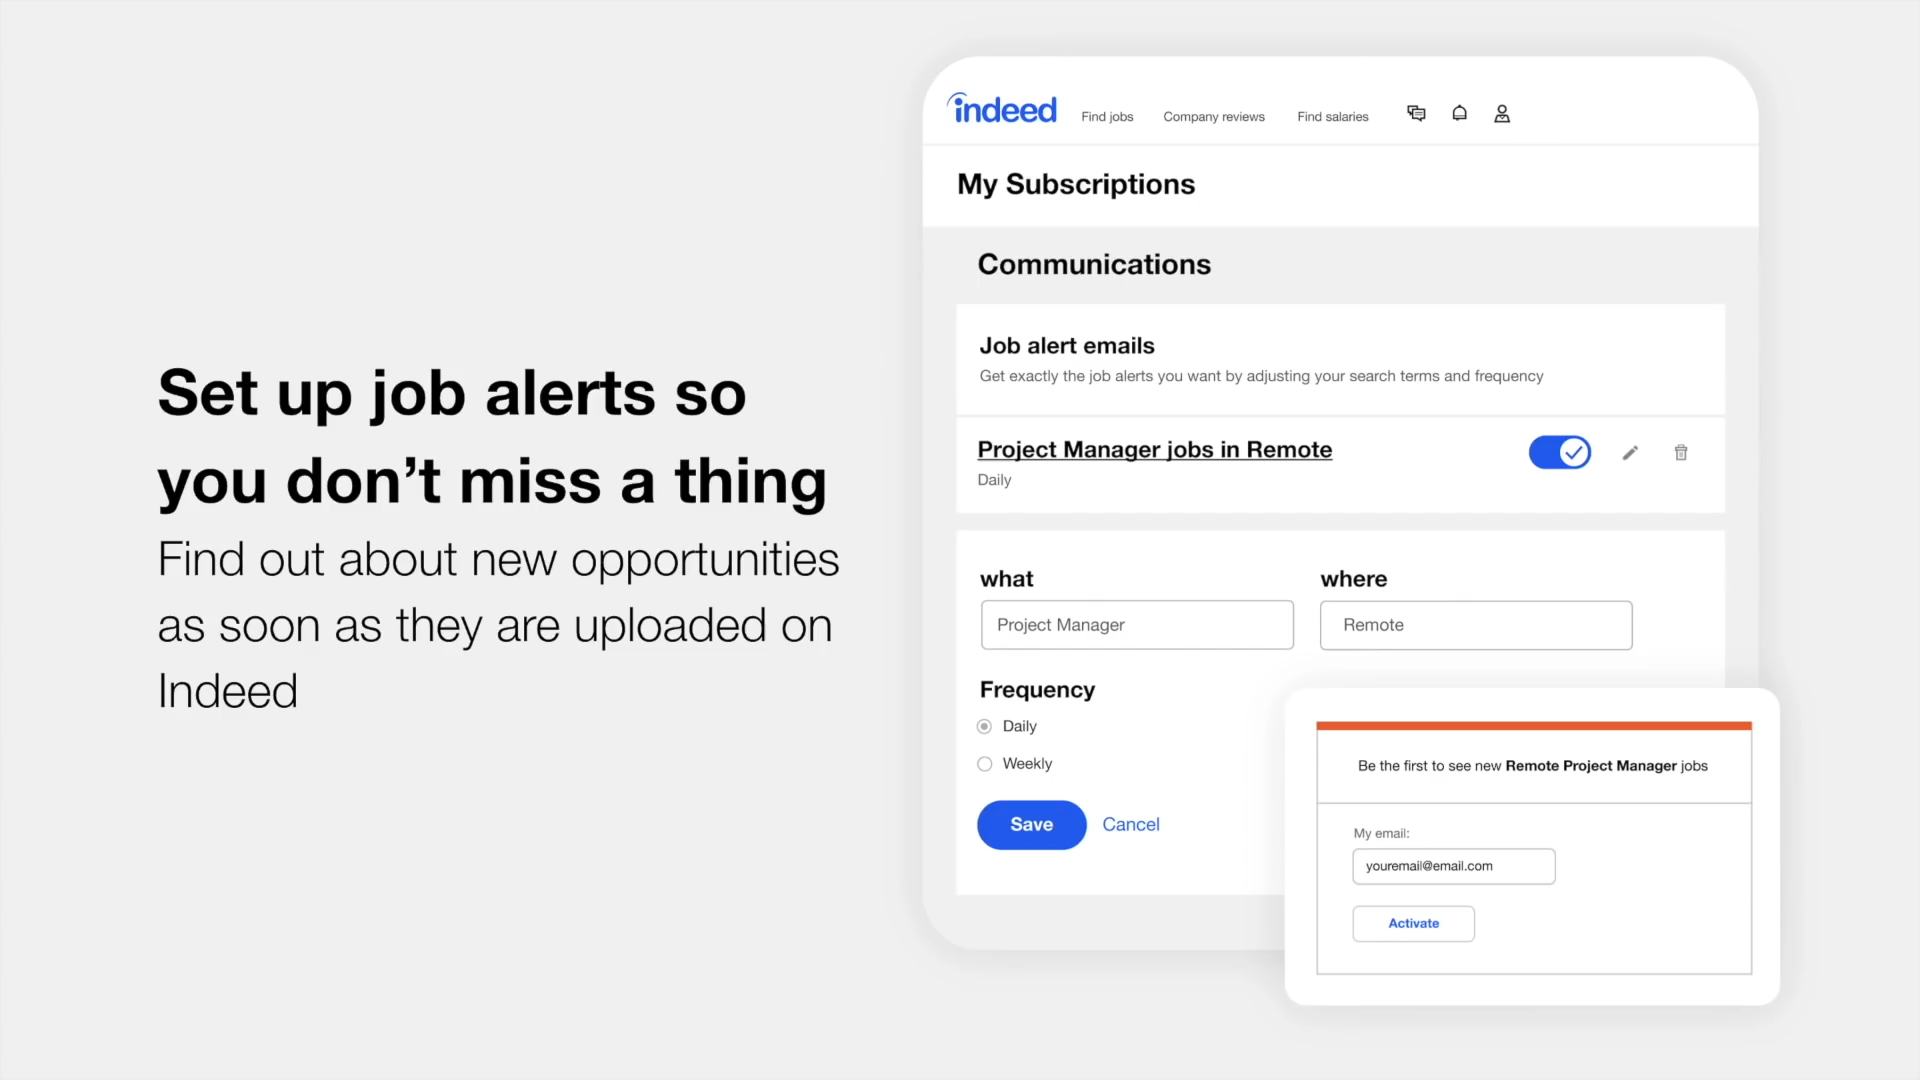 Set up job alerts so
you don’t miss a thing
Find out about new opportunities
as soon as they are uploaded on
Indeed
indeed
Find jobs
Company reviews
Find salaries
My Subscriptions
Communications
Job alert emails
Get exactly the job alerts you want by adjusting your search terms and frequency
Project Manager jobs in Remote
Daily
what
where
Project Manager
Remote
Frequency
Daily
Weekly
Save
Cancel
Be the first to see new Remote Project Manager jobs
My email:
youremail@email.com
Activate